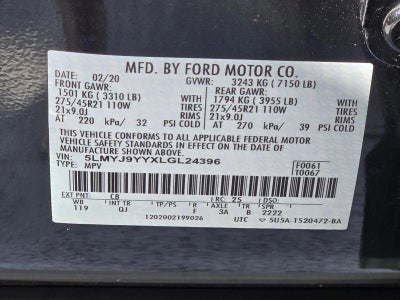 MFD. BY FORD MOTOR CO.
DATE: 02/20 GVWR: 3243 KG ( 7150 LB)
FRONT GAWR: REAR GAWR:
1501 KG ( 3310 LB) WITH 1794 KG ( 3955 LB) WITH
275/45R21 110W TIRES 275/45R21 110W TIRES
21x9.0J RIMS 21x9.0J RIMS
AT 220 kPa/ 32 PSI COLD AT 270 kPa/ 39 PSI COLD
THIS VEHICLE CONFORMS TO ALL APPLICABLE FEDERAL MOTOR
VEHICLE SAFETY STANDARDS IN EFFECT ON THE DATE OF
MANUFACTURE SHOWN ABOVE.
VIN: 5LMYJ9YYXLGL24396 F0061
TYPE: MPV T0067
EXT PNT: CB RC: 25 DSO:
WB INT TR TP/PS R AXLE TR SPR
119 QJ F 3A B 2222
1202002199026 UTC 5U5A-1520472-BA